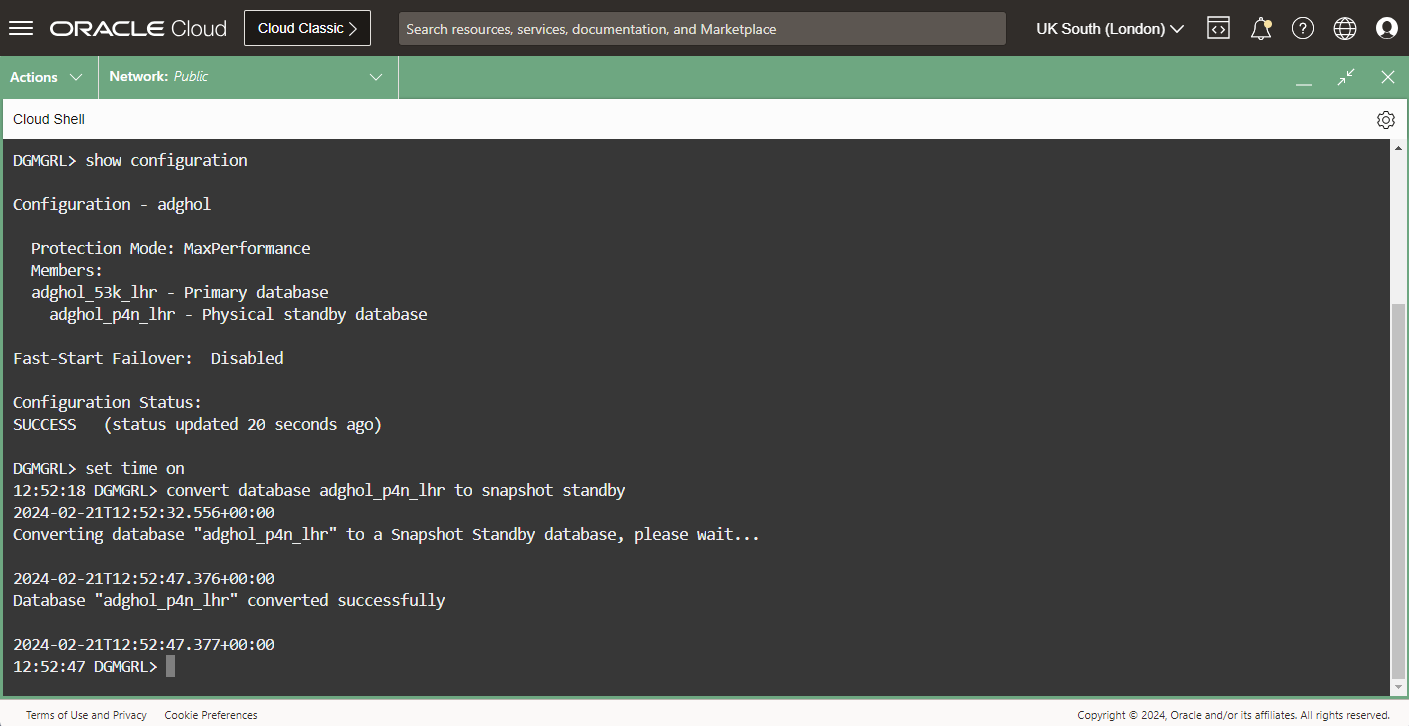 ORACLE Cloud Cloud Classic Search resources, services, documentation, and Marketplace UK South (London)
Actions Network: Public
Cloud Shell
DGMGRL> show configuration
Configuration - adghol
Protection Mode: MaxPerformance
Members:
adghol_53k_lhr - Primary database
adghol_p4n_lhr - Physical standby database
Fast-Start Failover:  Disabled
Configuration Status:
SUCCESS   (status updated 20 seconds ago)
DGMGRL> set time on
12:52:18 DGMGRL> convert database adghol_p4n_lhr to snapshot standby
2024-02-21T12:52:32.556+00:00
Converting database "adghol_p4n_lhr" to a Snapshot Standby database, please wait...
2024-02-21T12:52:47.376+00:00
Database "adghol_p4n_lhr" converted successfully
2024-02-21T12:52:47.377+00:00
12:52:47 DGMGRL>
Terms of Use and Privacy Cookie Preferences Copyright © 2024, Oracle and/or its affiliates. All rights reserved.